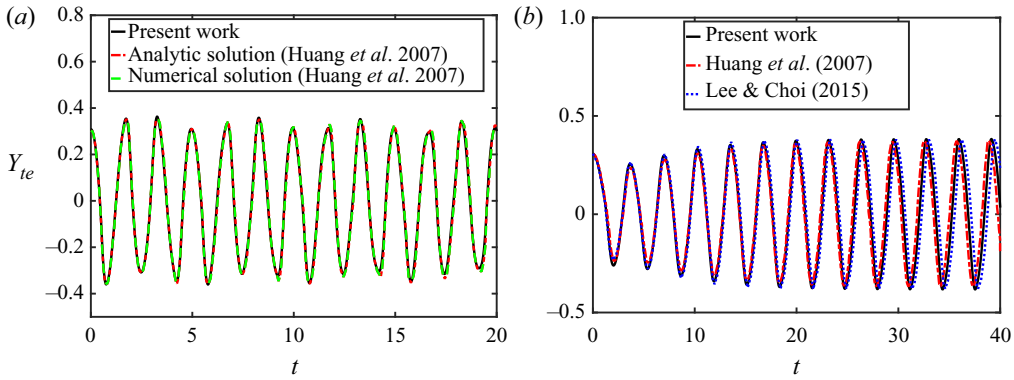 (a)
0.8
0.4
0.2
0
−0.2
−0.4
Y_te
0
5
10
15
20
t
Present work
Analytic solution (Huang et al. 2007)
Numerical solution (Huang et al. 2007)
(b)
1.0
0.5
0
−0.5
0
10
20
30
40
t
Present work
Huang et al. (2007)
Lee & Choi (2015)